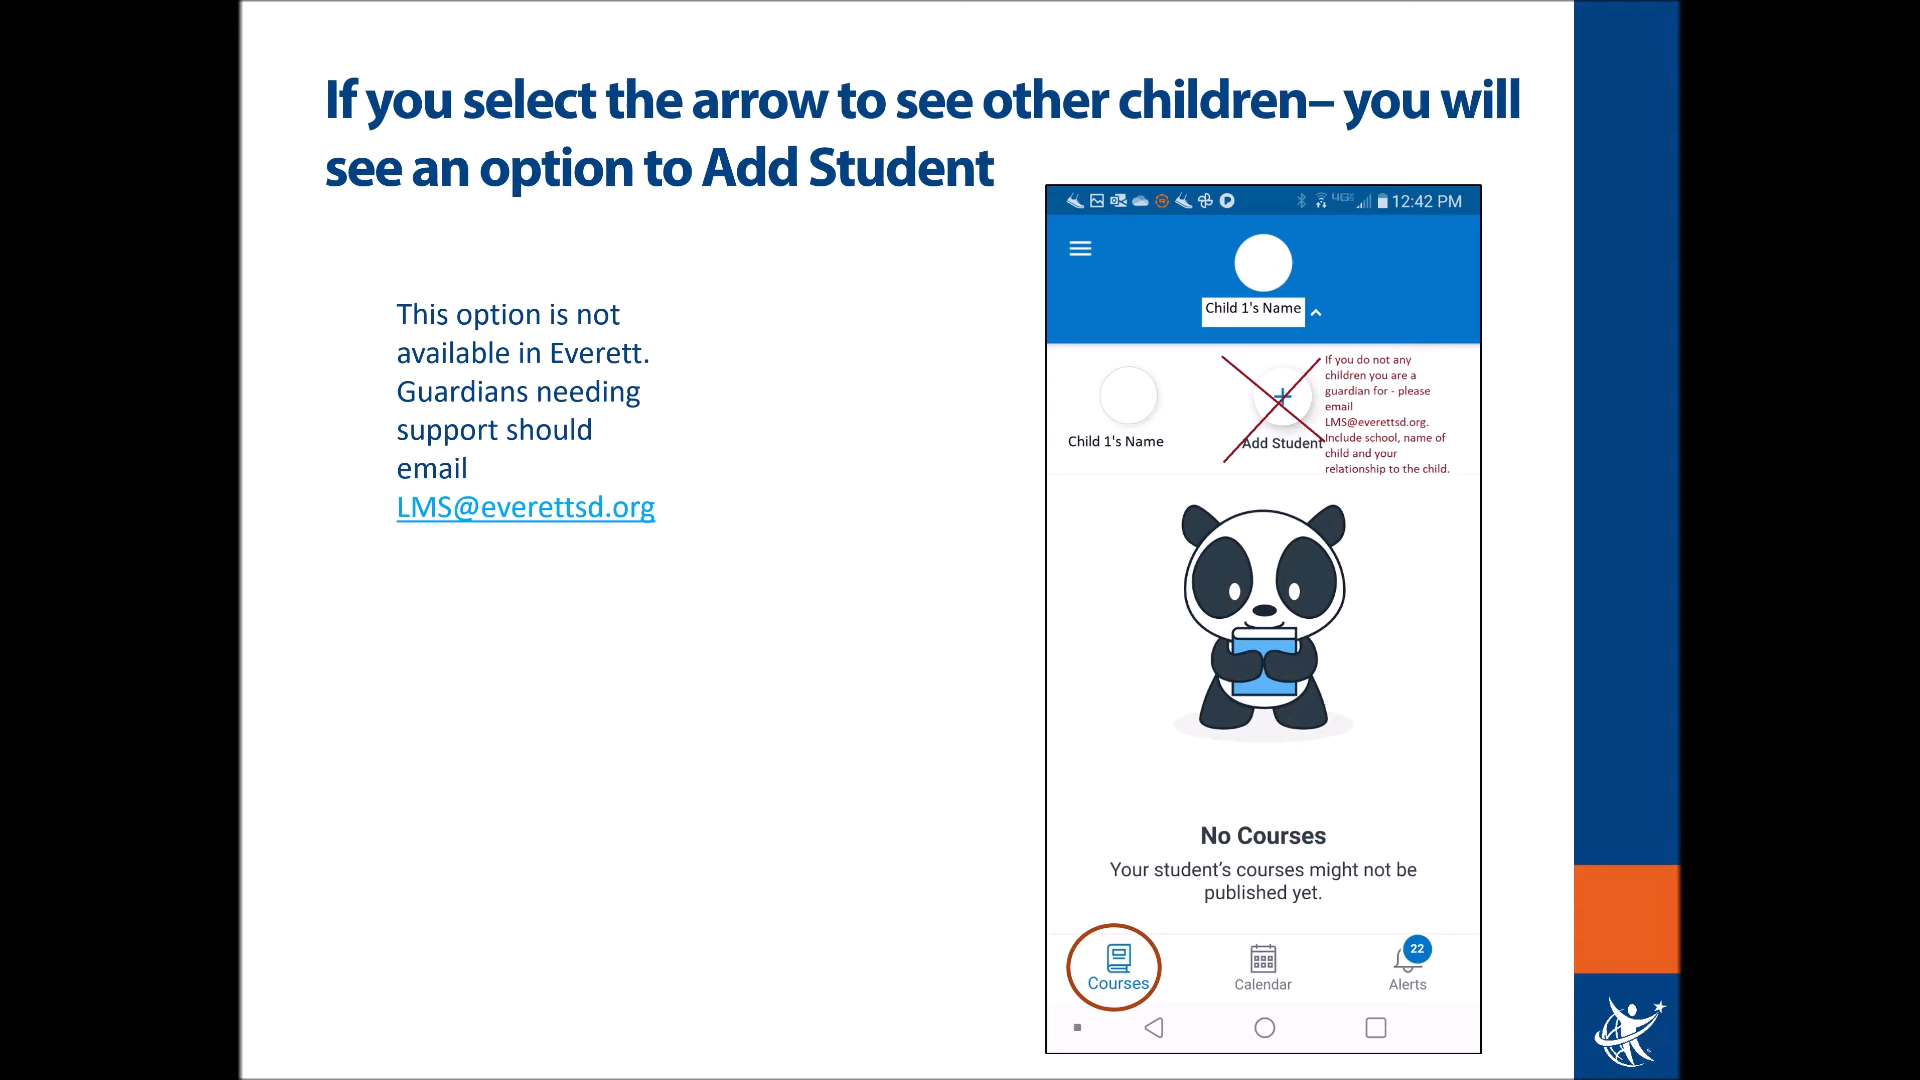 If you select the arrow to see other children– you will
see an option to Add Student
This option is not
available in Everett.
Guardians needing
support should
email
LMS@everettsd.org
12:42 PM
Child 1's Name
Child 1's Name
Add Student
If you do not any
children you are a
guardian for - please
email
LMS@everettsd.org.
Include school, name of
child and your
relationship to the child.
No Courses
Your student’s courses might not be
published yet.
Courses
Calendar
22
Alerts